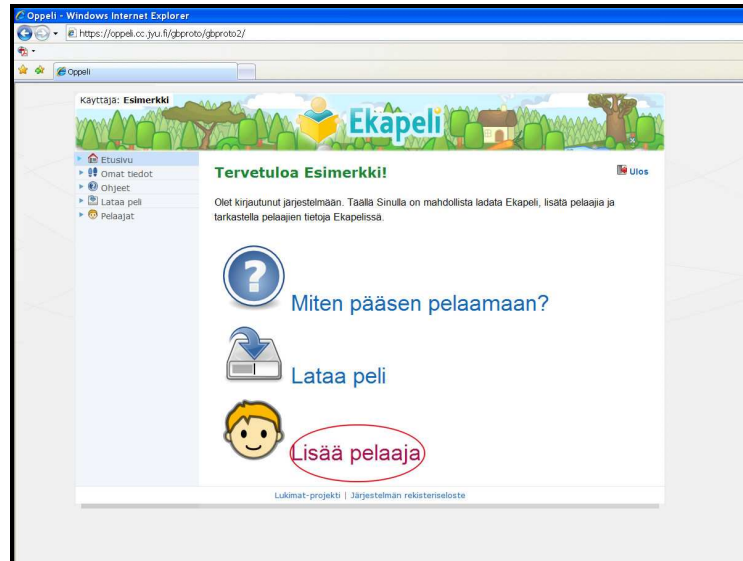 Oppeli - Windows Internet Explorer
https://oppeli.cc.jyu.fi/gbproto/gbproto2/
Oppeli
Käyttäjä: Esimerkki
Ekapeli
Etusivu
Omat tiedot
Ohjeet
Lataa peli
Pelaajat
Tervetuloa Esimerkki!
Ulos
Olet kirjautunut järjestelmään. Täällä Sinulla on mahdollista ladata Ekapeli, lisätä pelaajia ja
tarkastella pelaajien tietoja Ekapelissä.
Miten pääsen pelaamaan?
Lataa peli
Lisää pelaaja
Lukimat-projekti | Järjestelmän rekisteriseloste